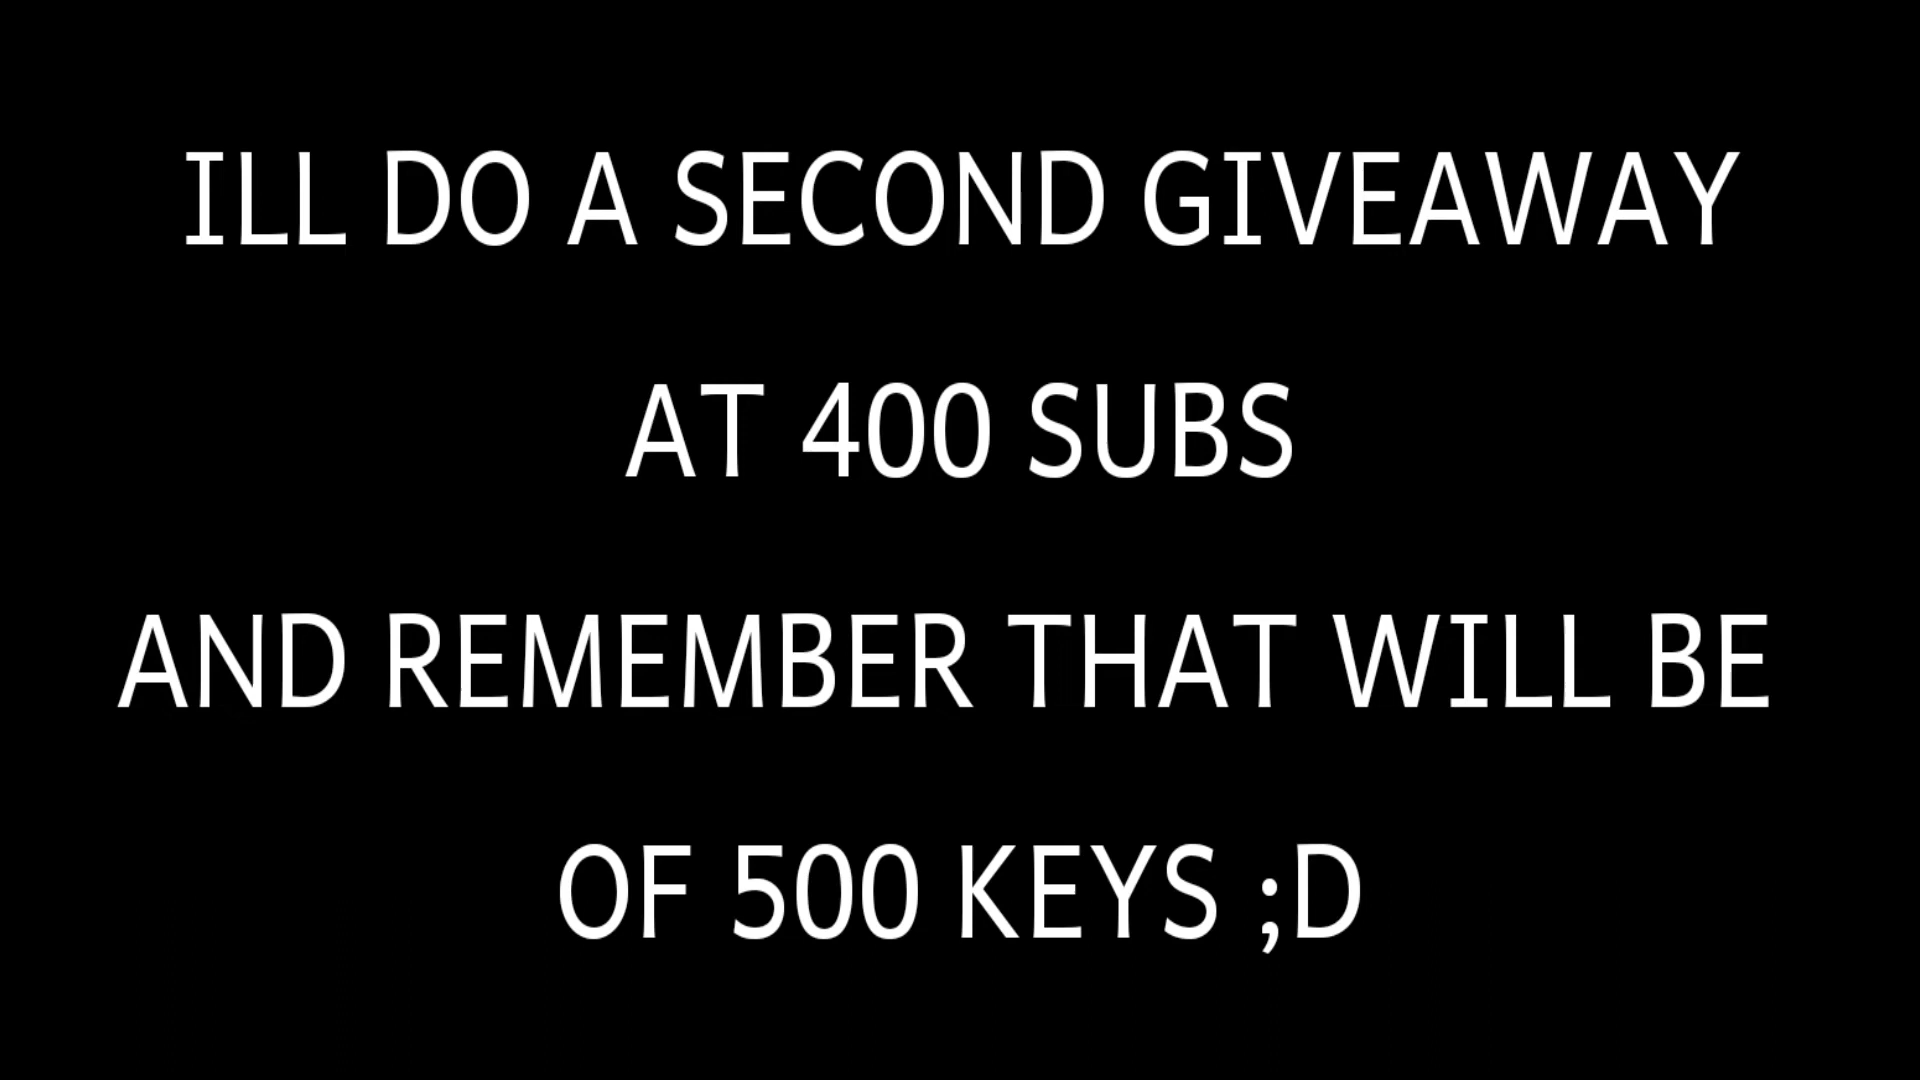 ILL DO A SECOND GIVEAWAY
AT 400 SUBS
AND REMEMBER THAT WILL BE
OF 500 KEYS ;D